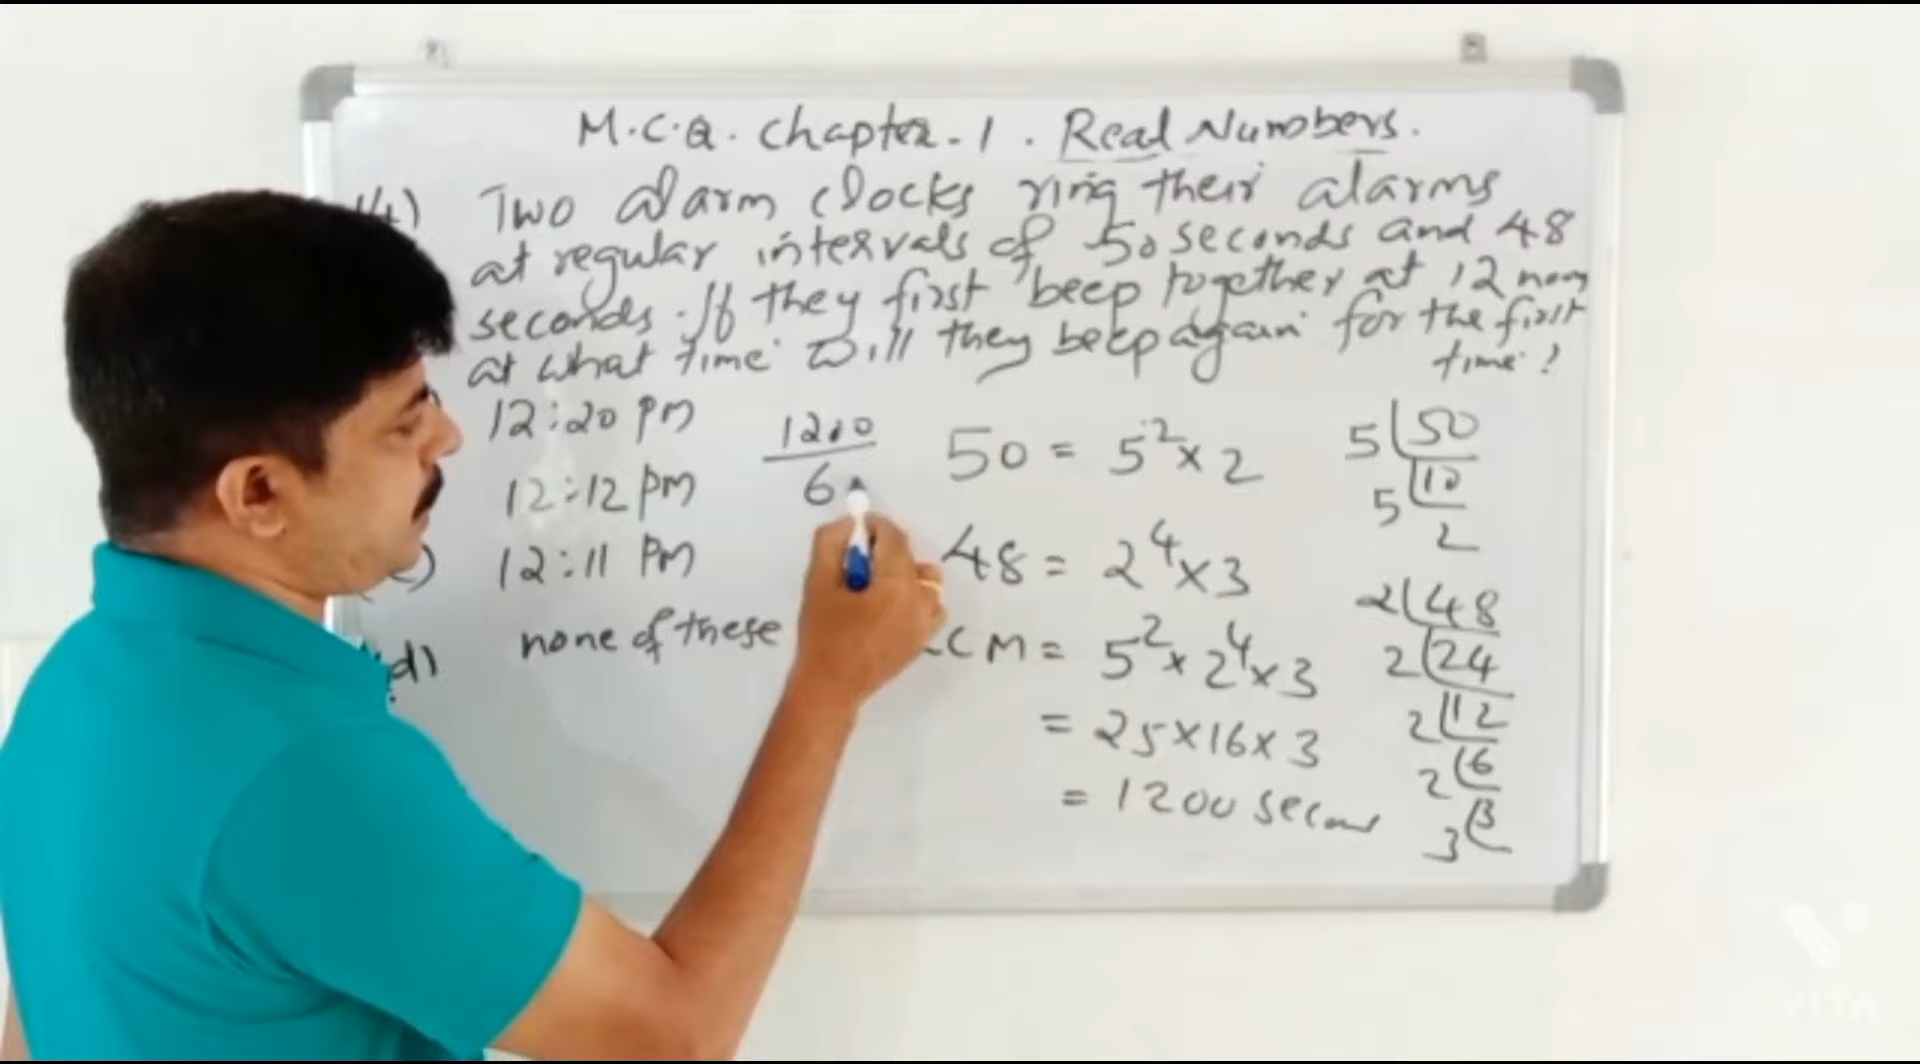 M.C.Q. Chapter-1. Real Numbers.
14) Two alarm clocks ring their alarms
at regular intervals of 50 seconds and 48
seconds. If they first beep together at 12 noon
at what time will they beep again for the first
time?
12:20 PM
12:12 PM
c) 12:11 PM
d) none of these
1200
6
50 = 5² × 2
48 = 2⁴ × 3
LCM = 5² × 2⁴ × 3
= 25 × 16 × 3
= 1200 second
5 50
5 10
2
2 48
2 24
2 12
2 6
3 3
VITA